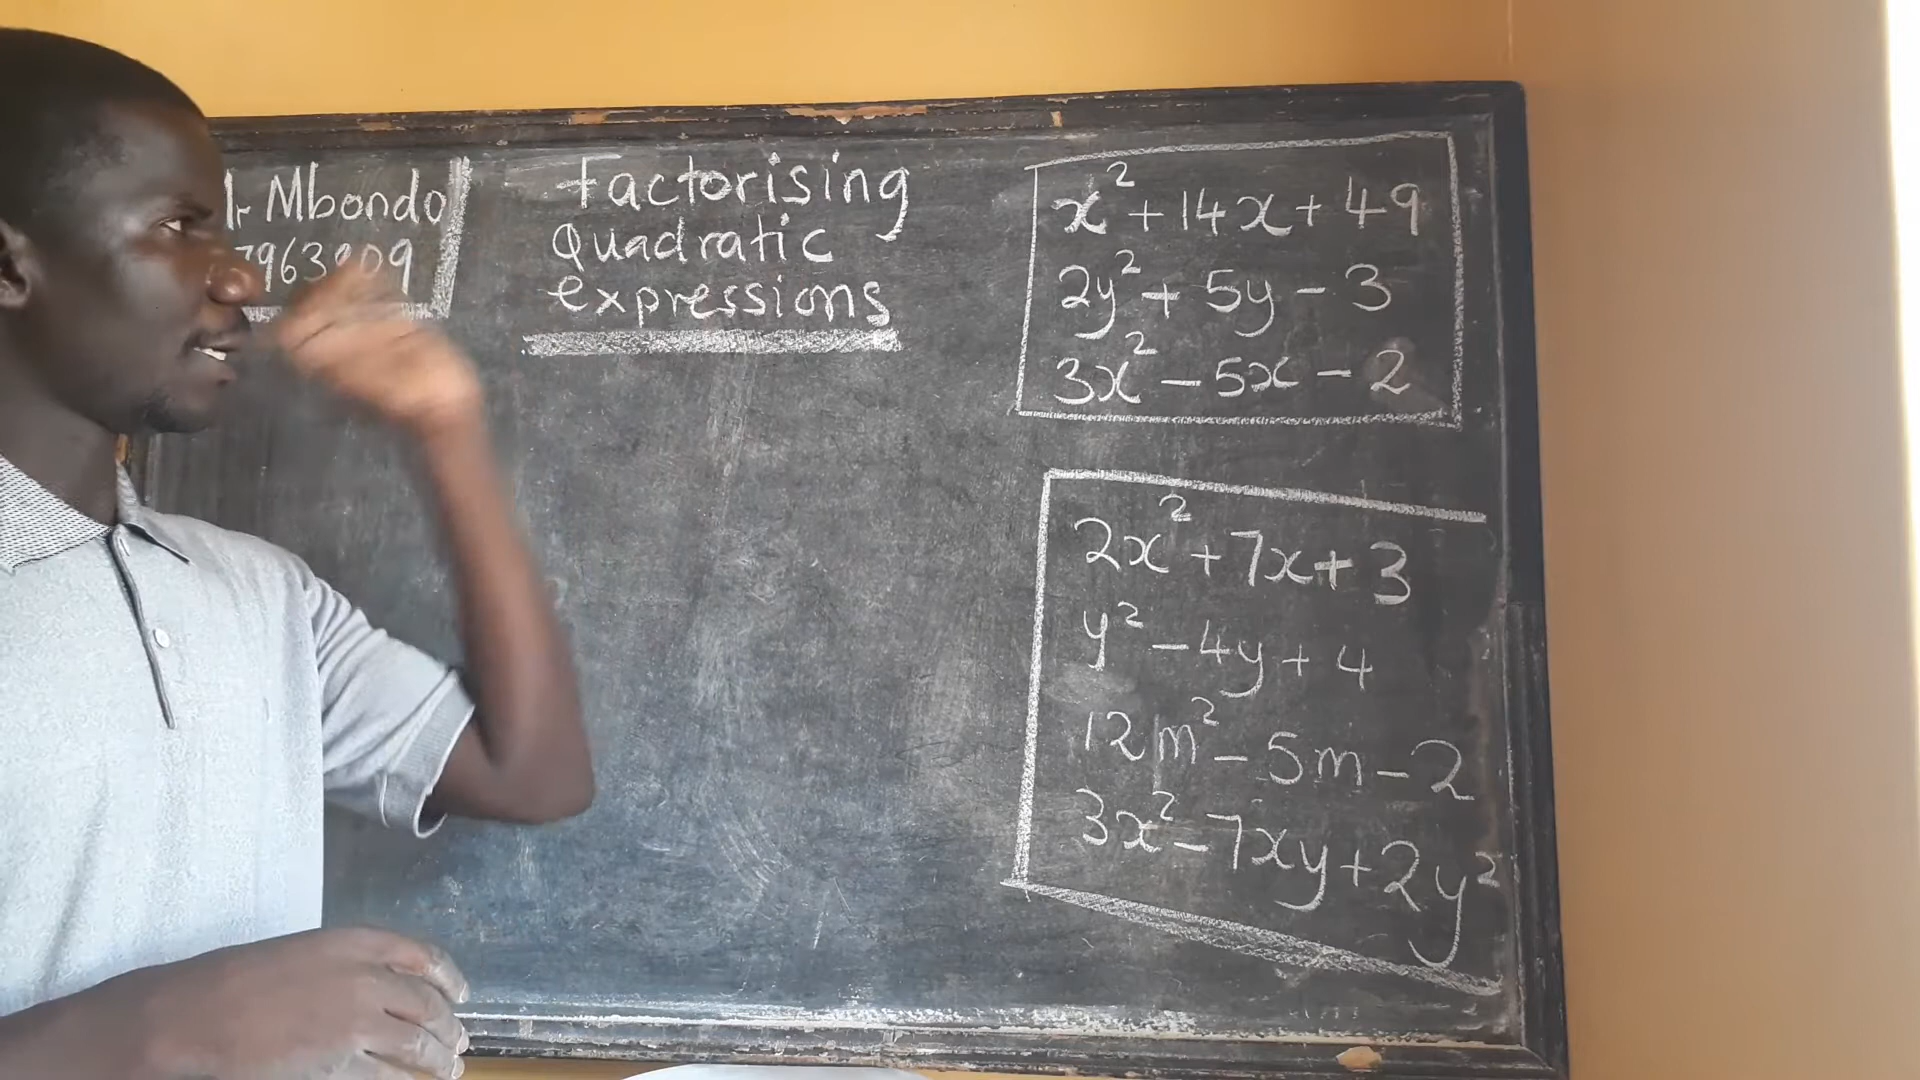 Mbondo
Factorising
Quadratic
expressions
x² + 14x + 49
2y² + 5y - 3
3x² - 5x - 2
2x² + 7x + 3
y² - 4y + 4
12m² - 5m - 2
3x² - 7xy + 2y²